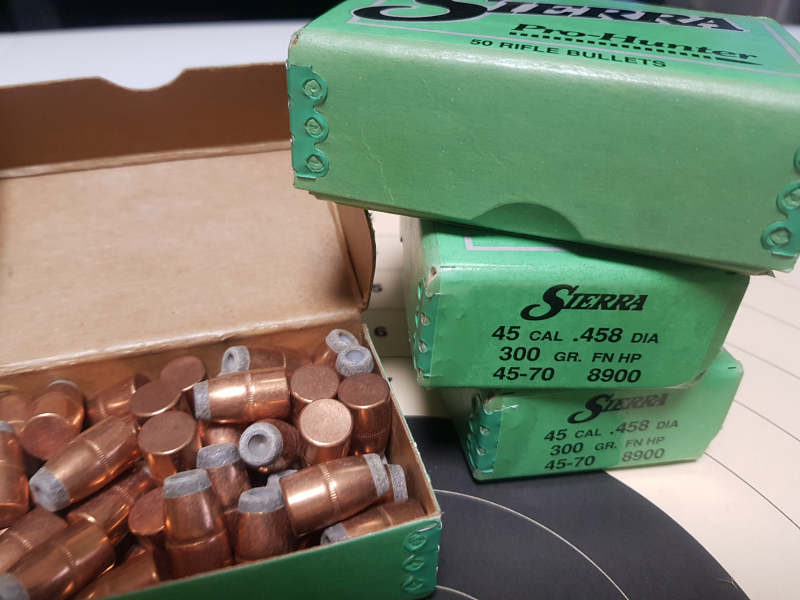 SIERRA
Pro-Hunter
50 RIFLE BULLETS
SIERRA
45 CAL .458 DIA
300 GR. FN HP
45-70 8900
SIERRA
45 CAL .458 DIA
300 GR. FN HP
45-70 8900
6